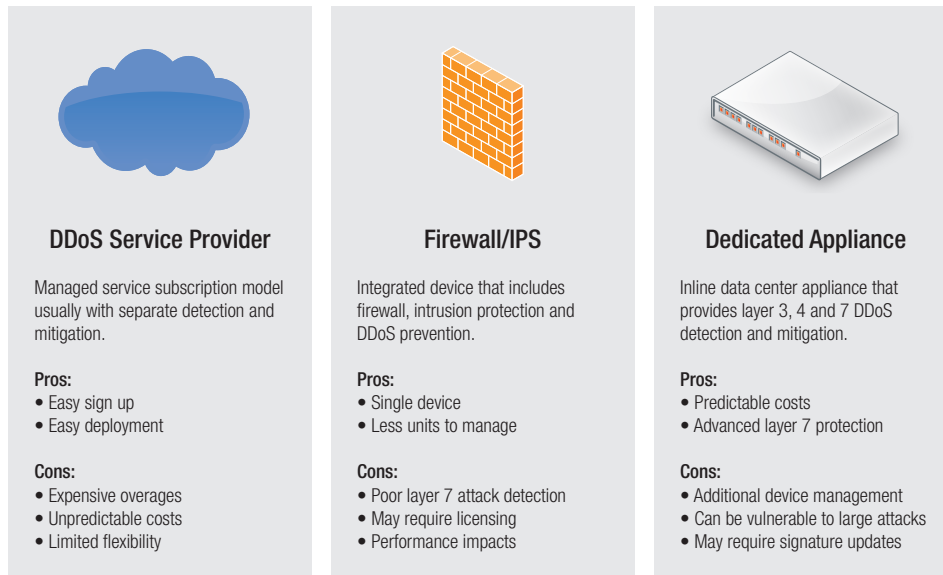 DDoS Service Provider
Managed service subscription model
usually with separate detection and
mitigation.
Pros:
• Easy sign up
• Easy deployment
Cons:
• Expensive overages
• Unpredictable costs
• Limited flexibility
Firewall/IPS
Integrated device that includes
firewall, intrusion protection and
DDoS prevention.
Pros:
• Single device
• Less units to manage
Cons:
• Poor layer 7 attack detection
• May require licensing
• Performance impacts
Dedicated Appliance
Inline data center appliance that
provides layer 3, 4 and 7 DDoS
detection and mitigation.
Pros:
• Predictable costs
• Advanced layer 7 protection
Cons:
• Additional device management
• Can be vulnerable to large attacks
• May require signature updates